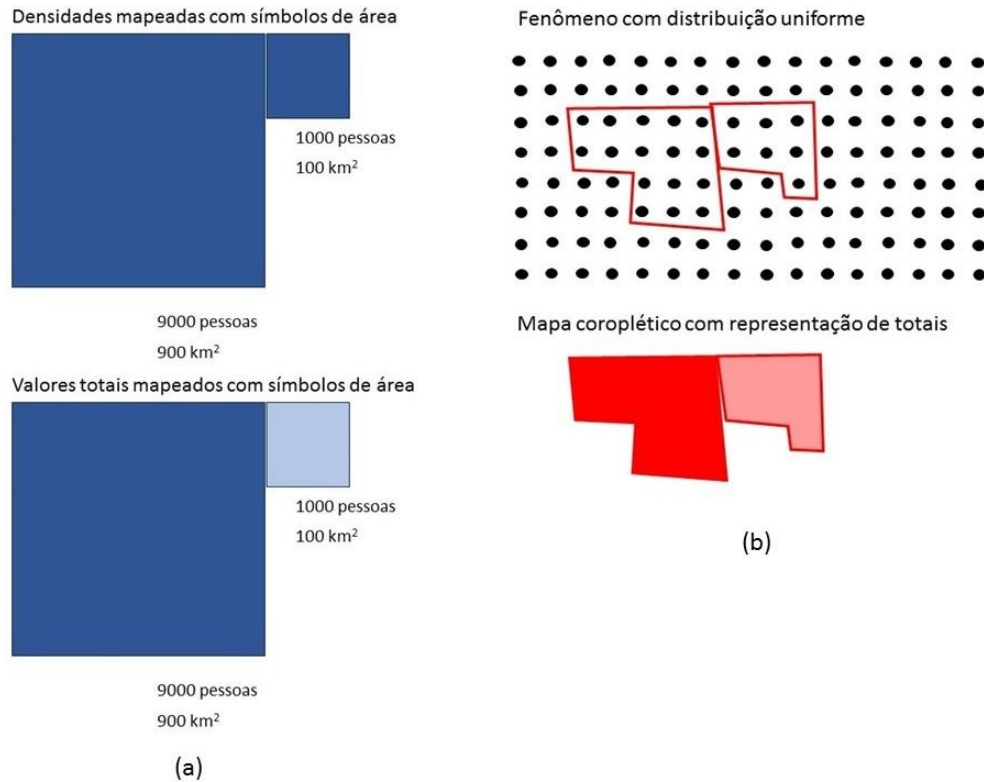 Densidades mapeadas com símbolos de área
1000 pessoas
100 km²
9000 pessoas
900 km²
Valores totais mapeados com símbolos de área
1000 pessoas
100 km²
9000 pessoas
900 km²
(a)
Fenômeno com distribuição uniforme
Mapa coroplético com representação de totais
(b)